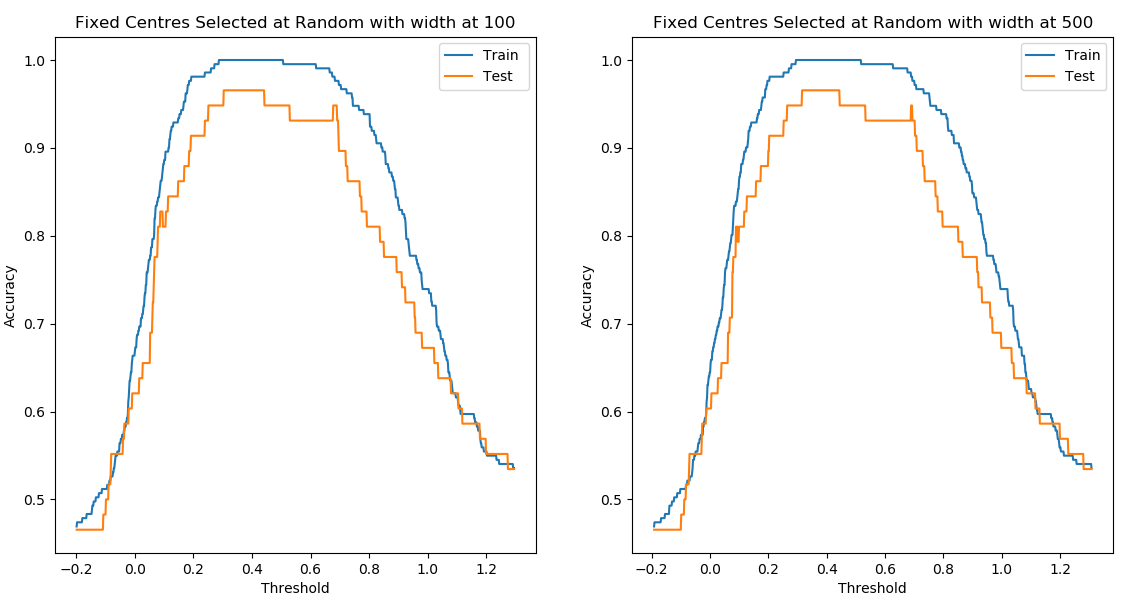 Fixed Centres Selected at Random with width at 100
Train
Test
1.0
0.9
0.8
0.7
0.6
0.5
Accuracy
−0.2 0.0 0.2 0.4 0.6 0.8 1.0 1.2
Threshold
Fixed Centres Selected at Random with width at 500
Train
Test
1.0
0.9
0.8
0.7
0.6
0.5
Accuracy
−0.2 0.0 0.2 0.4 0.6 0.8 1.0 1.2
Threshold